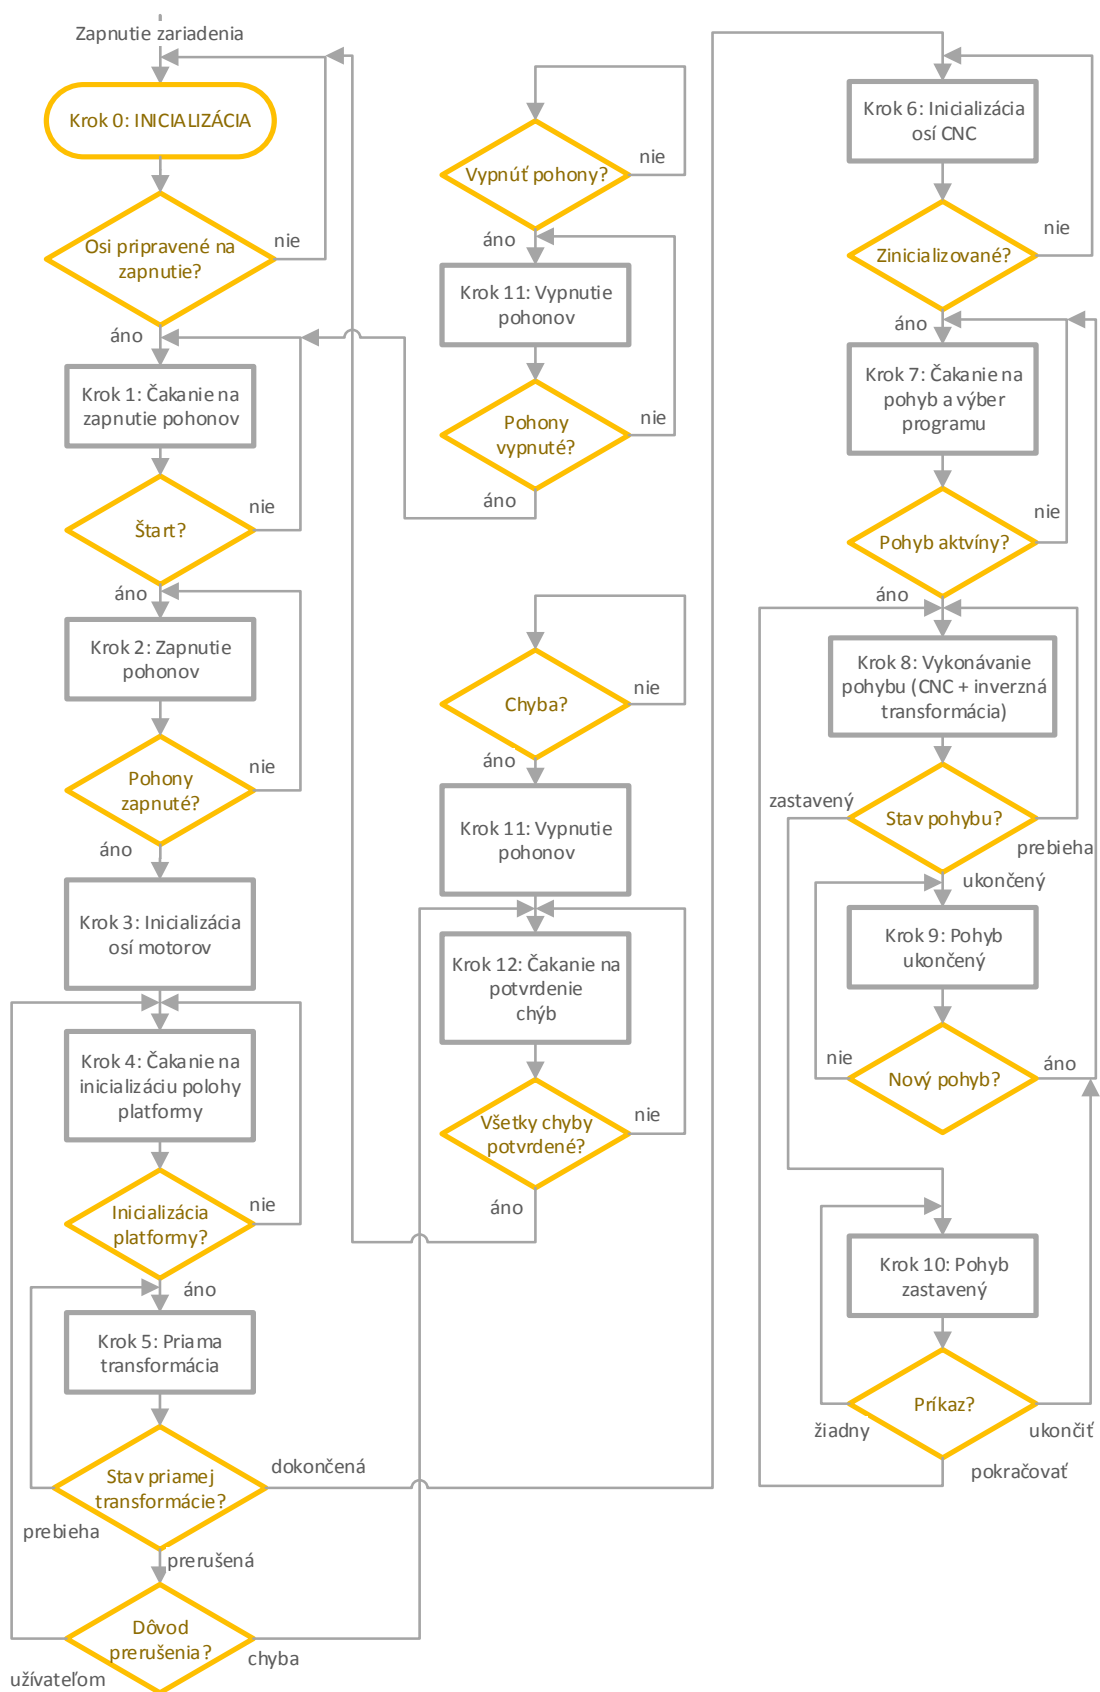 Zapnutie zariadenia
Krok 0: INICIALIZÁCIA
Osi pripravené na
zapnutie?
nie
áno
Krok 1: Čakanie na
zapnutie pohonov
Štart?
nie
áno
Krok 2: Zapnutie
pohonov
Pohony
zapnuté?
nie
áno
Krok 3: Inicializácia
osí motorov
Krok 4: Čakanie na
inicializáciu polohy
platformy
Inicializácia
platformy?
nie
áno
Krok 5: Priama
transformácia
Stav priamej
transformácie?
dokončená
prebieha
prerušená
Dôvod
prerušenia?
chyba
užívateľom
Vypnúť pohony?
nie
áno
Krok 11: Vypnutie
pohonov
Pohony
vypnuté?
nie
áno
Chyba?
nie
áno
Krok 11: Vypnutie
pohonov
Krok 12: Čakanie na
potvrdenie
chýb
Všetky chyby
potvrdené?
nie
áno
Krok 6: Inicializácia
osí CNC
Zinicializované?
nie
áno
Krok 7: Čakanie na
pohyb a výber
programu
Pohyb aktvíny?
nie
áno
Krok 8: Vykonávanie
pohybu (CNC + inverzná
transformácia)
zastavený
Stav pohybu?
prebieha
ukončený
Krok 9: Pohyb
ukončený
nie
Nový pohyb?
áno
Krok 10: Pohyb
zastavený
Príkaz?
žiadny
ukončiť
pokračovať